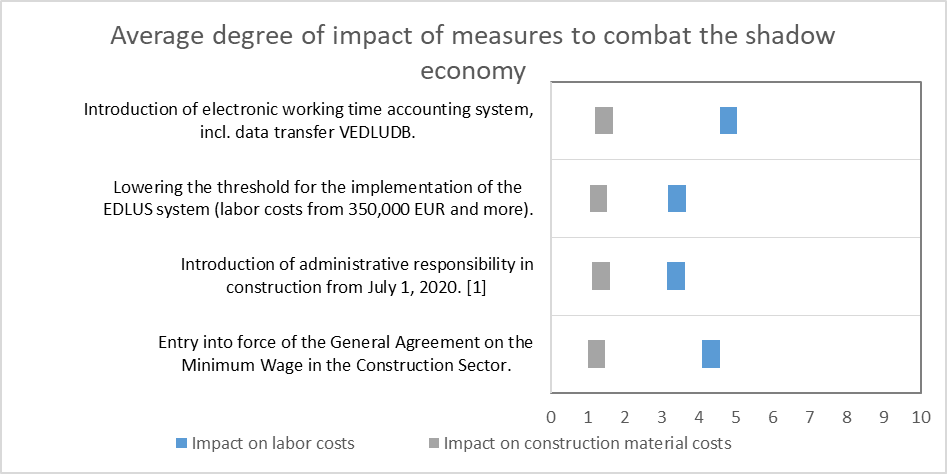 Average degree of impact of measures to combat the shadow
economy
Introduction of electronic working time accounting system,
incl. data transfer VEDLUDB.
Lowering the threshold for the implementation of the
EDLUS system (labor costs from 350,000 EUR and more).
Introduction of administrative responsibility in
construction from July 1, 2020. [1]
Entry into force of the General Agreement on the
Minimum Wage in the Construction Sector.
0 1 2 3 4 5 6 7 8 9 10
Impact on labor costs Impact on construction material costs